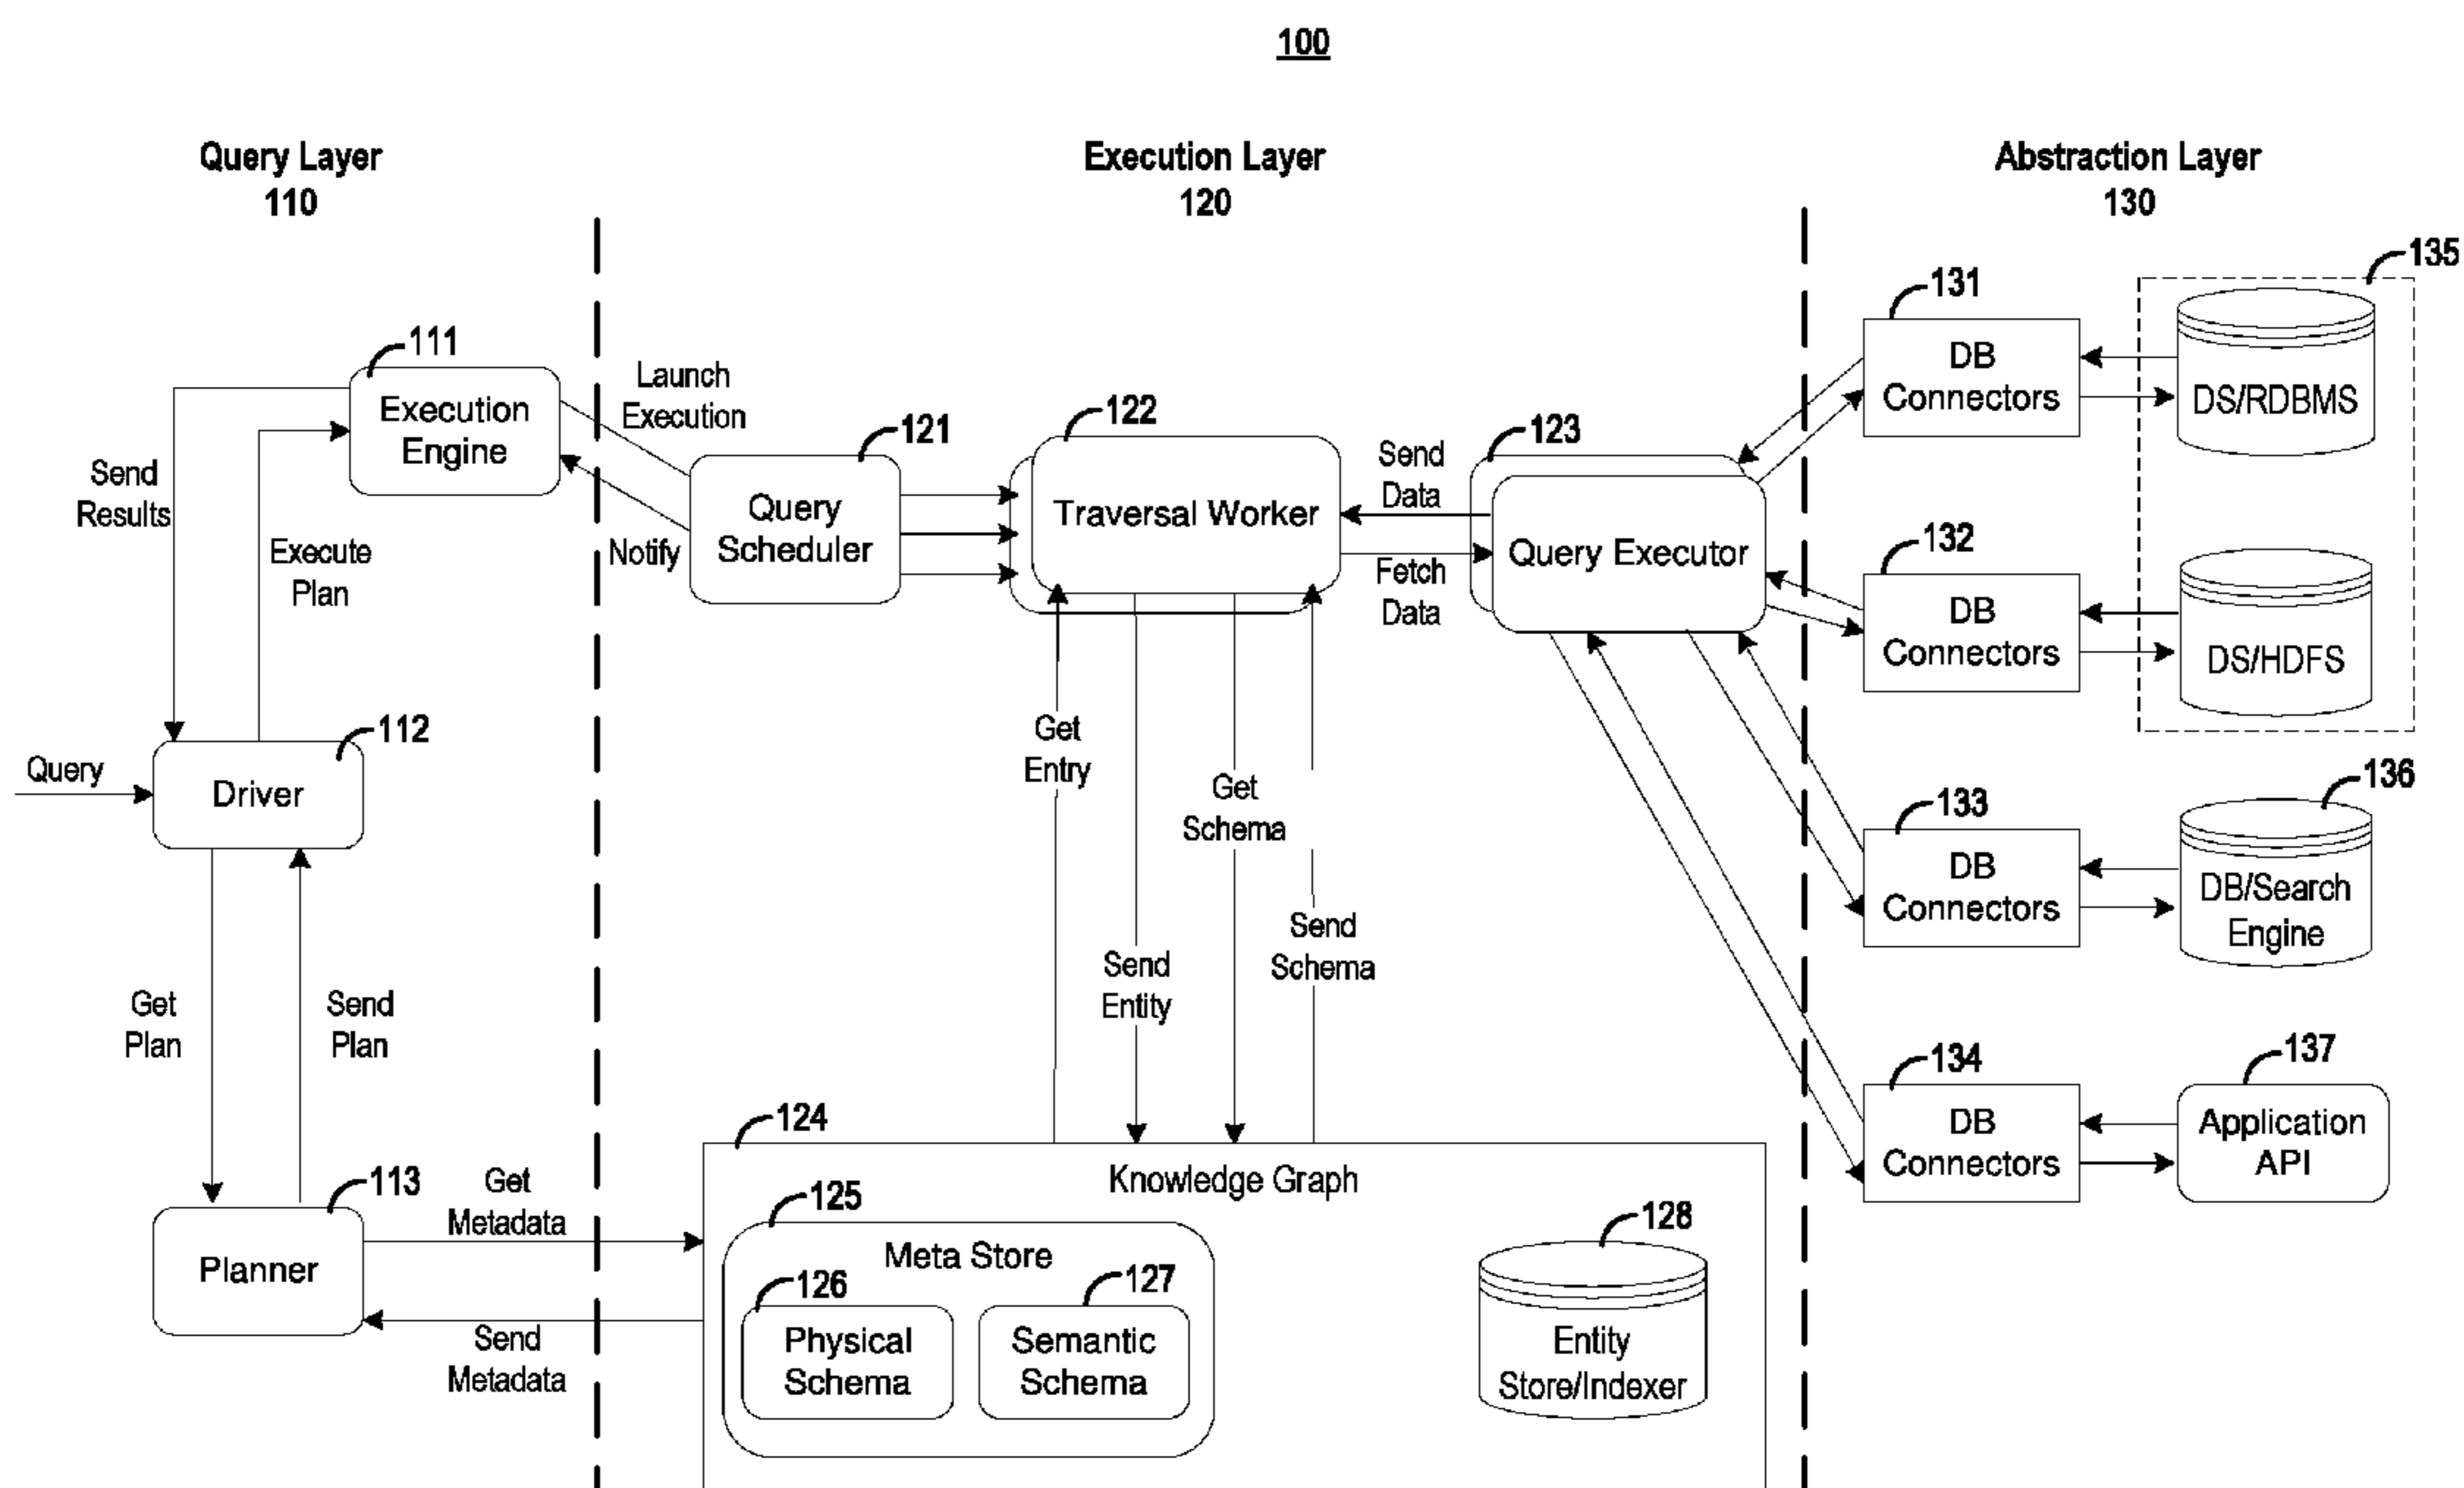 100
Query Layer
110
Execution Layer
120
Abstraction Layer
130
135
131
DB
Connectors
DS/RDBMS
111
Execution
Engine
Launch
Execution
121
Query
Scheduler
122
Traversal Worker
Send
Data
Fetch
Data
123
Query Executor
132
DB
Connectors
DS/HDFS
Send
Results
Execute
Plan
Notify
Query
112
Driver
Get
Entry
Get
Schema
Send
Entity
Send
Schema
133
DB
Connectors
136
DB/Search
Engine
Get
Plan
Send
Plan
134
DB
Connectors
137
Application
API
113
Planner
Get
Metadata
Send
Metadata
124
Knowledge Graph
125
Meta Store
126
Physical
Schema
127
Semantic
Schema
128
Entity
Store/Indexer